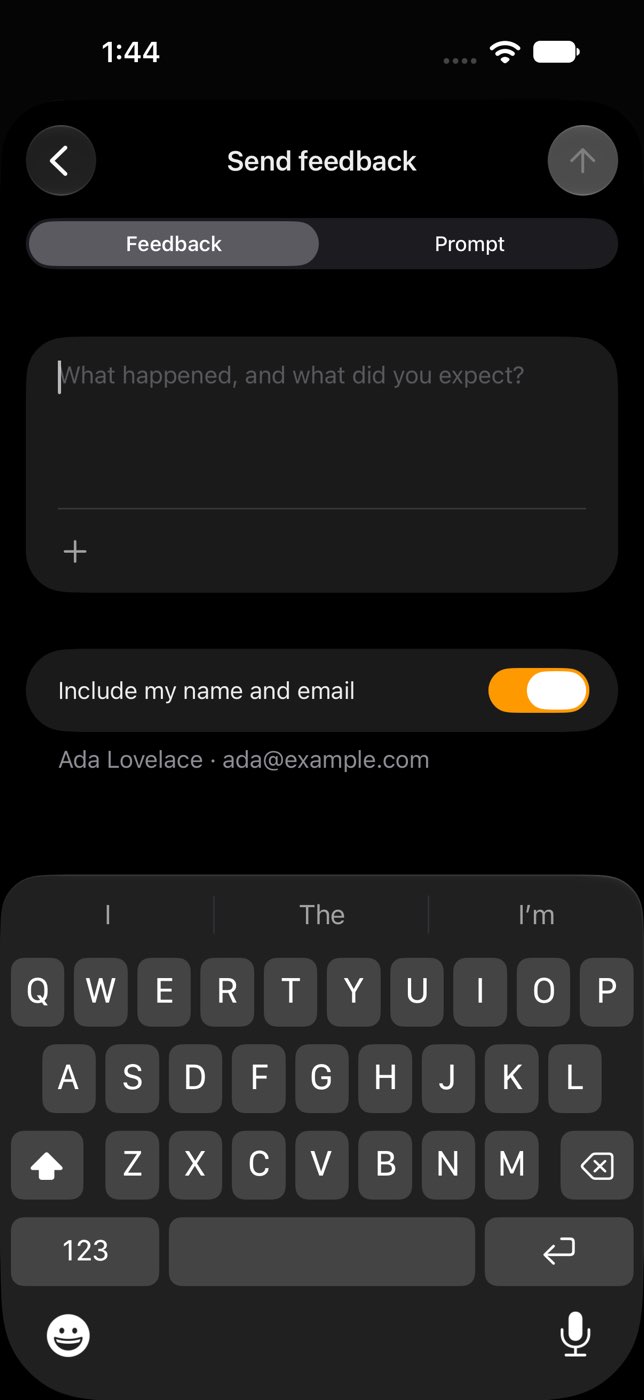 1:44
Send feedback
Feedback Prompt
What happened, and what did you expect?
Include my name and email
Ada Lovelace · ada@example.com
I The I’m
Q W E R T Y U I O P
A S D F G H J K L
Z X C V B N M
123